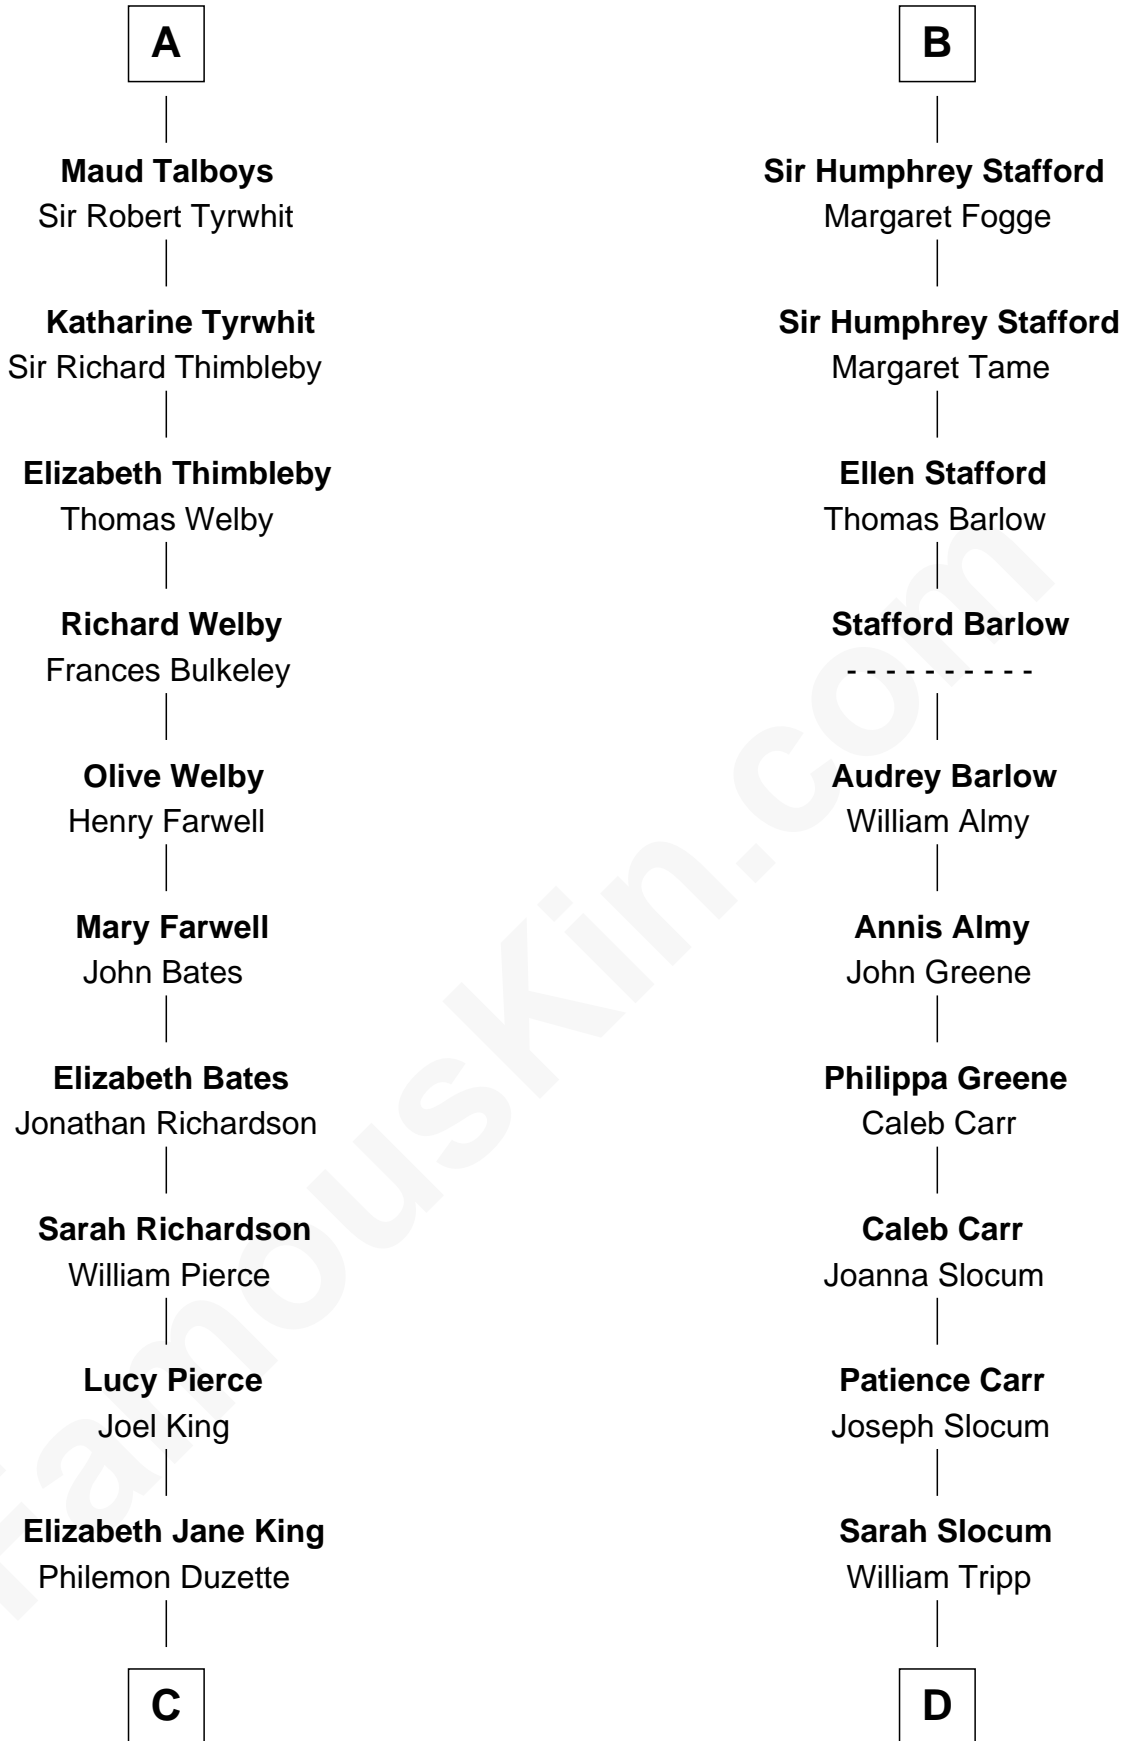 A
Maud Talboys
Sir Robert Tyrwhit
Katharine Tyrwhit
Sir Richard Thimbleby
Elizabeth Thimbleby
Thomas Welby
Richard Welby
Frances Bulkeley
Olive Welby
Henry Farwell
Mary Farwell
John Bates
Elizabeth Bates
Jonathan Richardson
Sarah Richardson
William Pierce
Lucy Pierce
Joel King
Elizabeth Jane King
Philemon Duzette
C
B
Sir Humphrey Stafford
Margaret Fogge
Sir Humphrey Stafford
Margaret Tame
Ellen Stafford
Thomas Barlow
Stafford Barlow
- - - - - - - - - -
Audrey Barlow
William Almy
Annis Almy
John Greene
Philippa Greene
Caleb Carr
Caleb Carr
Joanna Slocum
Patience Carr
Joseph Slocum
Sarah Slocum
William Tripp
D
FamousKin.com